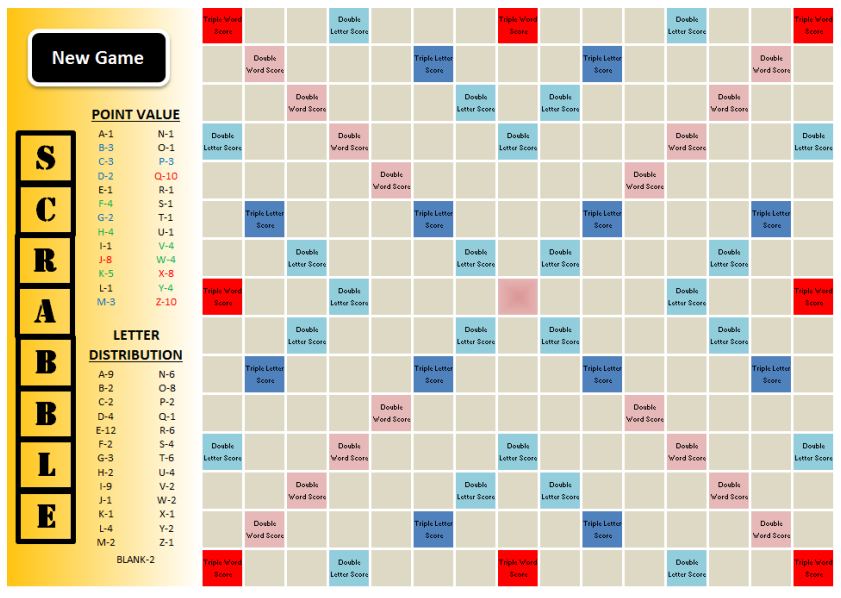 New Game
S
C
R
A
B
B
L
E
POINT VALUE
A-1 N-1
B-3 O-1
C-3 P-3
D-2 Q-10
E-1 R-1
F-4 S-1
G-2 T-1
H-4 U-1
I-1 V-4
J-8 W-4
K-5 X-8
L-1 Y-4
M-3 Z-10
LETTER
DISTRIBUTION
A-9 N-6
B-2 O-8
C-2 P-2
D-4 Q-1
E-12 R-6
F-2 S-4
G-3 T-6
H-2 U-4
I-9 V-2
J-1 W-2
K-1 X-1
L-4 Y-2
M-2 Z-1
BLANK-2
Triple Word Double Triple Word Double Triple Word
Score Letter Score Score Letter Score Score
Double Triple Letter Triple Letter Double
Word Score Score Score Word Score
Double Double Double Double
Word Score Letter Score Letter Score Word Score
Double Double Double Double Double
Letter Score Word Score Letter Score Word Score Letter Score
Double Double
Word Score Word Score
Triple Letter Triple Letter Triple Letter Triple Letter
Score Score Score Score
Double Double Double Double
Letter Score Letter Score Letter Score Letter Score
Triple Word Double Double Triple Word
Score Letter Score Letter Score Score
Double Double Double Double
Letter Score Letter Score Letter Score Letter Score
Triple Letter Triple Letter Triple Letter Triple Letter
Score Score Score Score
Double Double
Word Score Word Score
Double Double Double Double Double
Letter Score Word Score Letter Score Word Score Letter Score
Double Double Double Double
Word Score Letter Score Letter Score Word Score
Double Triple Letter Triple Letter Double
Word Score Score Score Word Score
Triple Word Double Triple Word Double Triple Word
Score Letter Score Score Letter Score Score